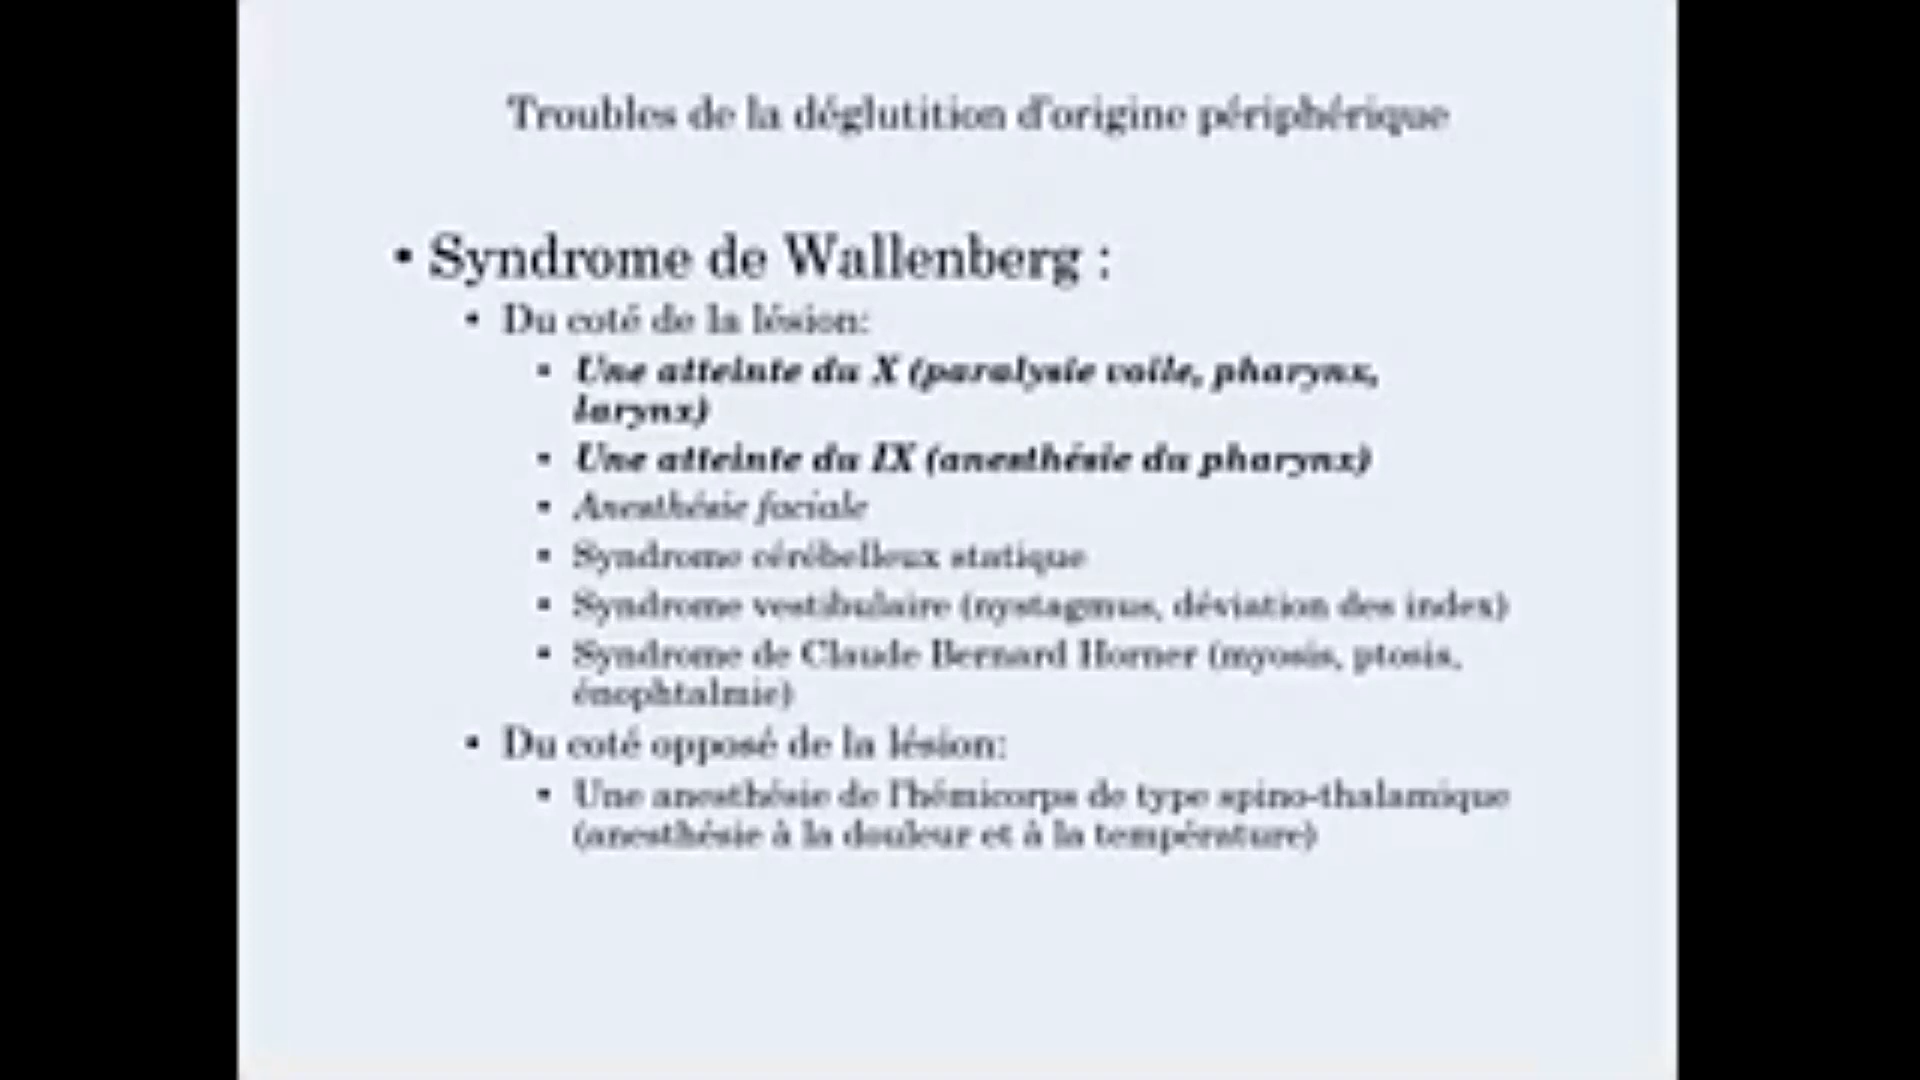 Troubles de la déglutition d'origine périphérique
• Syndrome de Wallenberg :
• Du coté de la lésion:
• Une atteinte du X (paralysie voile, pharynx,
larynx)
• Une atteinte du IX (anesthésie du pharynx)
• Anesthésie faciale
• Syndrome cérébelleux statique
• Syndrome vestibulaire (nystagmus, déviation des index)
• Syndrome de Claude Bernard Horner (myosis, ptosis,
énophtalmie)
• Du coté opposé de la lésion:
• Une anesthésie de l'hémicorps de type spino-thalamique
(anesthésie à la douleur et à la température)